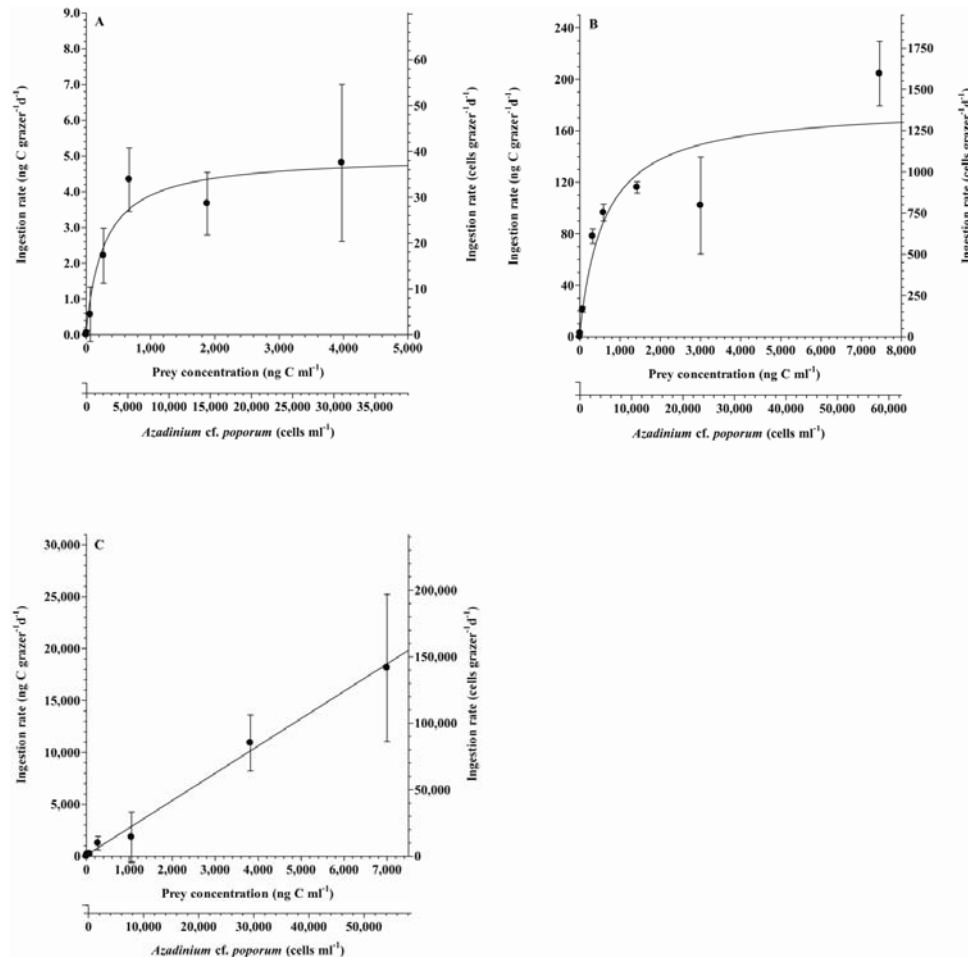 A
9.0
8.0
7.0
6.0
5.0
4.0
3.0
2.0
1.0
0.0
Ingestion rate (ng C grazer⁻¹d⁻¹)
60
50
40
30
20
10
0
Ingestion rate (cells grazer⁻¹d⁻¹)
0 1,000 2,000 3,000 4,000 5,000
Prey concentration (ng C ml⁻¹)
0 5,000 10,000 15,000 20,000 25,000 30,000 35,000
Azadinium cf. poporum (cells ml⁻¹)
B
240
200
160
120
80
40
0
Ingestion rate (ng C grazer⁻¹d⁻¹)
1750
1500
1250
1000
750
500
250
0
Ingestion rate (cells grazer⁻¹d⁻¹)
0 1,000 2,000 3,000 4,000 5,000 6,000 7,000 8,000
Prey concentration (ng C ml⁻¹)
0 10,000 20,000 30,000 40,000 50,000 60,000
Azadinium cf. poporum (cells ml⁻¹)
C
30,000
25,000
20,000
15,000
10,000
5,000
0
Ingestion rate (ng C grazer⁻¹d⁻¹)
200,000
150,000
100,000
50,000
0
Ingestion rate (cells grazer⁻¹d⁻¹)
0 1,000 2,000 3,000 4,000 5,000 6,000 7,000
Prey concentration (ng C ml⁻¹)
0 10,000 20,000 30,000 40,000 50,000
Azadinium cf. poporum (cells ml⁻¹)